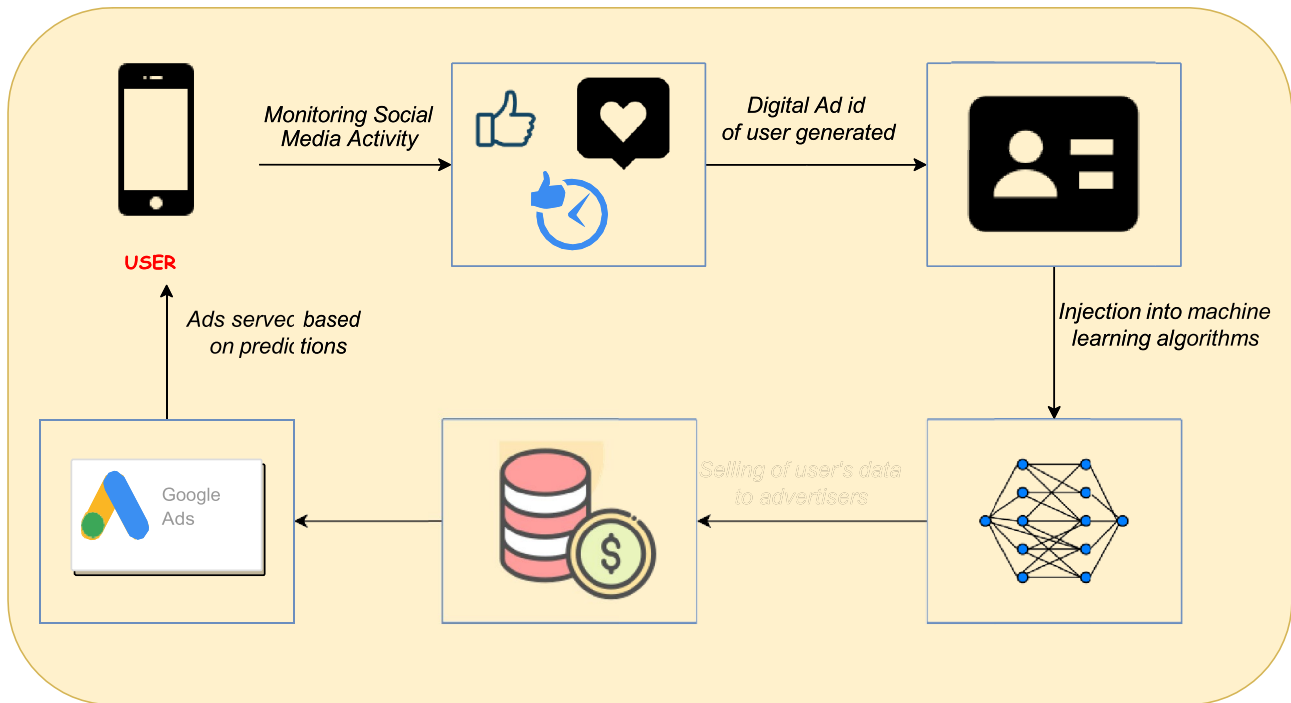 Monitoring Social
Media Activity
Digital Ad id
of user generated
USER
Ads served based
on predictions
Injection into machine
learning algorithms
Google
Ads
Selling of user's data
to advertisers
$